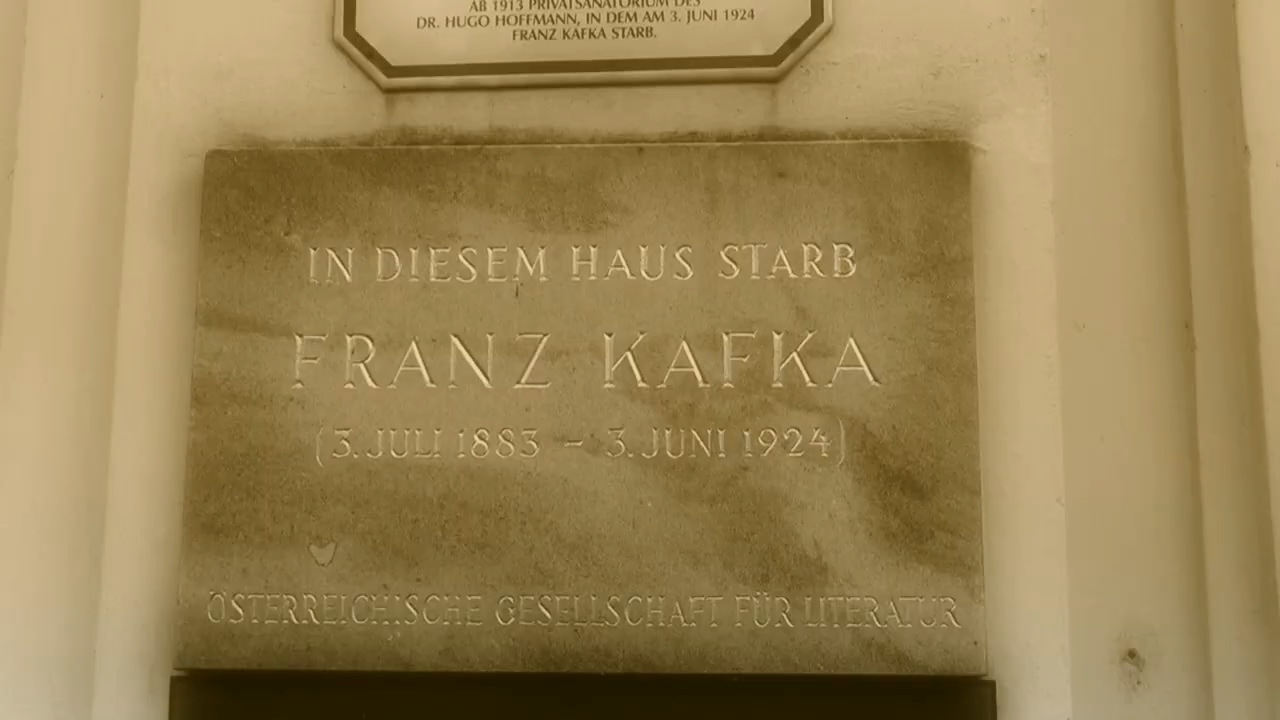 AB 1913 PRIVATSANATORIUM DES
DR. HUGO HOFFMANN, IN DEM AM 3. JUNI 1924
FRANZ KAFKA STARB.
IN DIESEM HAUS STARB
FRANZ KAFKA
(3. JULI 1883 – 3. JUNI 1924)
ÖSTERREICHISCHE GESELLSCHAFT FÜR LITERATUR